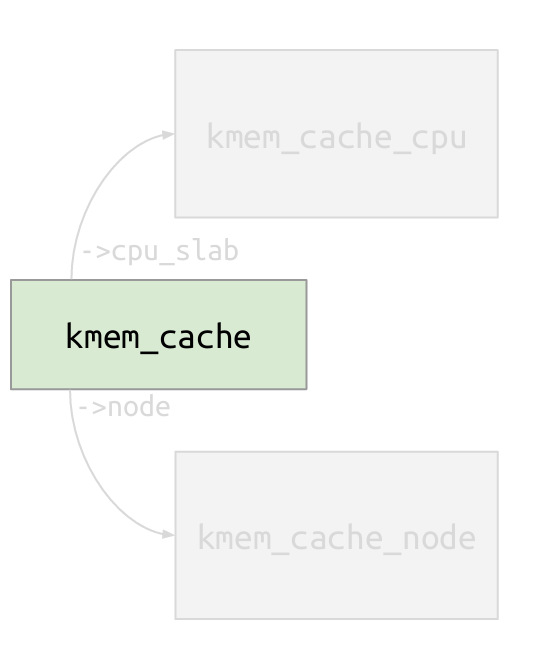 kmem_cache_cpu
->cpu_slab
kmem_cache
->node
kmem_cache_node